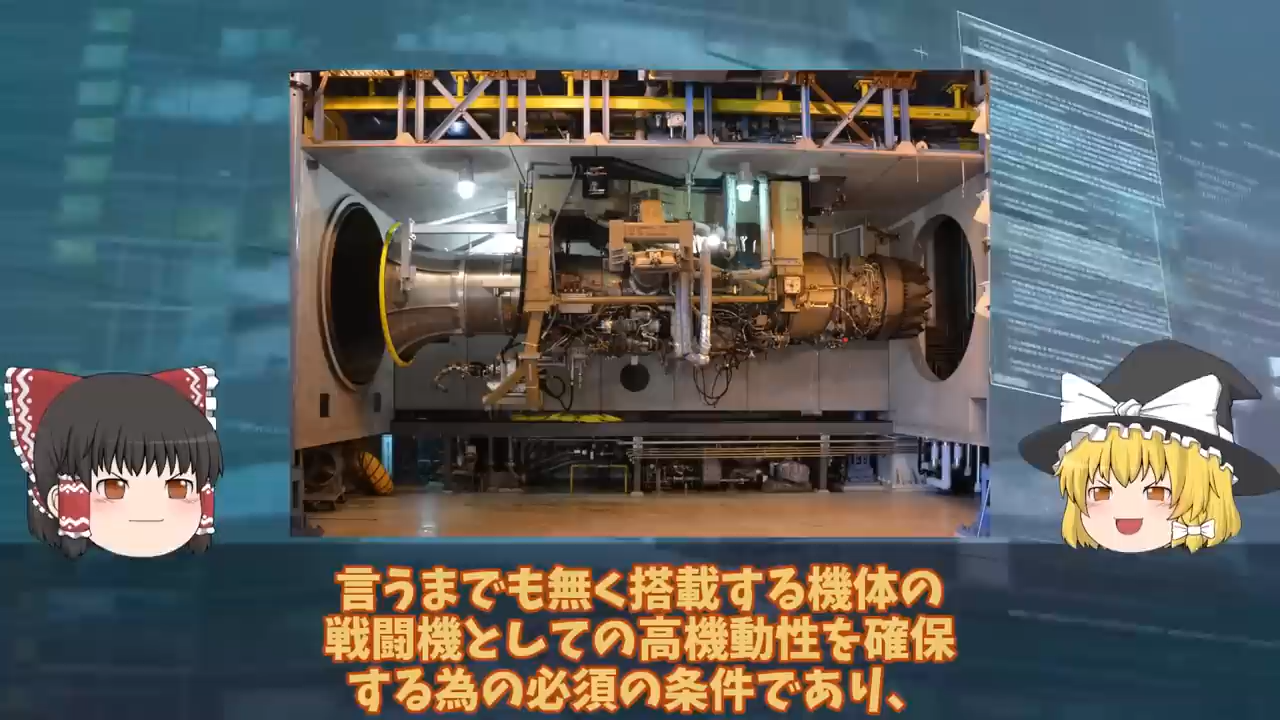 言うまでも無く搭載する機体の
戦闘機としての高機動性を確保
する為の必須の条件であり、